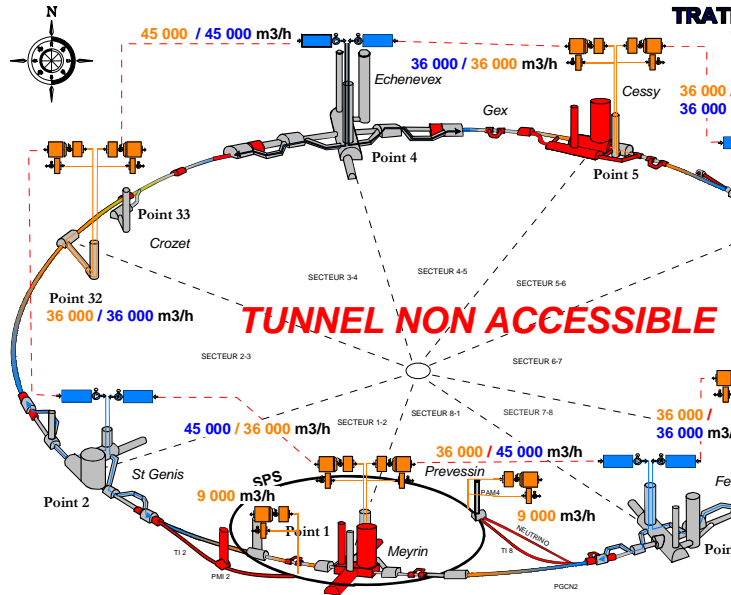 N
TRAT
45 000 / 45 000 m3/h
36 000 / 36 000 m3/h
Echenevex
Cessy
36 000 /
36 000
Gex
Point 4
Point 5
Point 33
Crozet
Point 32
36 000 / 36 000 m3/h
SECTEUR 3-4
SECTEUR 4-5
SECTEUR 5-6
TUNNEL NON ACCESSIBLE
SECTEUR 2-3
SECTEUR 6-7
SECTEUR 1-2
SECTEUR 8-1
SECTEUR 7-8
45 000 / 36 000 m3/h
36 000 / 45 000 m3/h
36 000 /
36 000 m3/
St Genis
Point 2
SPS
Prevessin
PAM4
9 000 m3/h
9 000 m3/h
Point 1
NEUTRINO
Meyrin
TI 2
TI 8
PMI 2
PGCN2
Fe
Poin